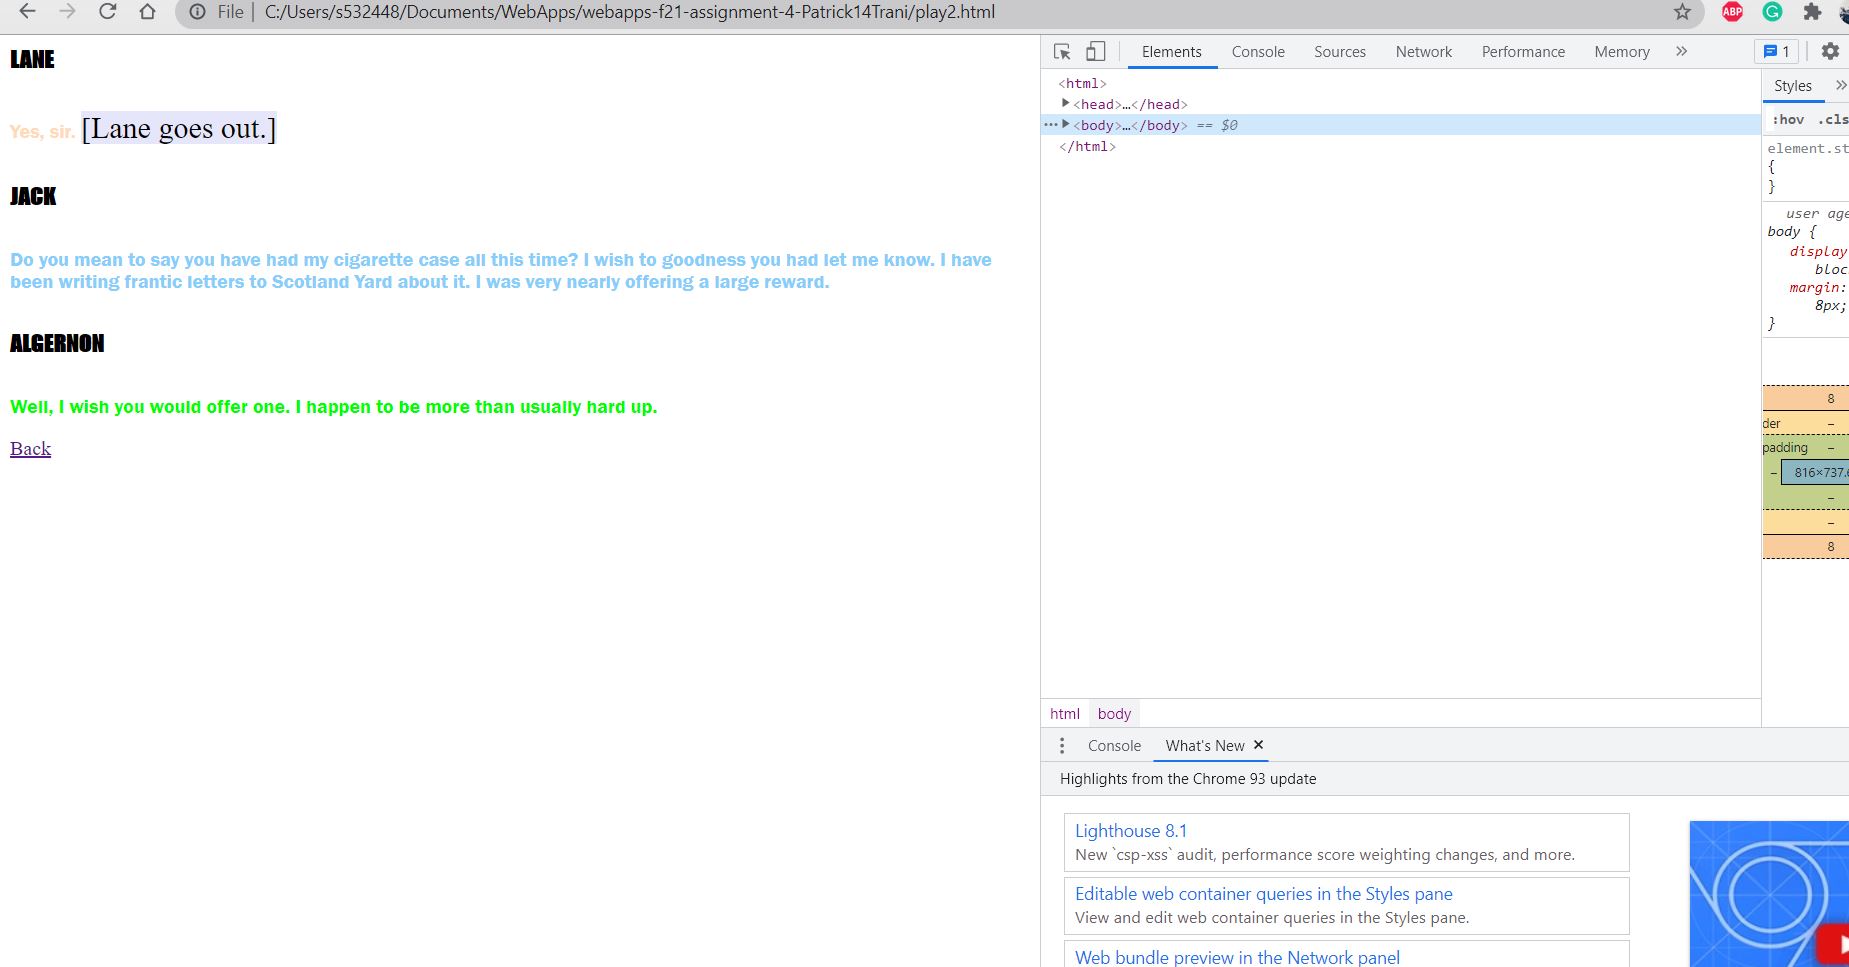 File | C:/Users/s532448/Documents/WebApps/webapps-f21-assignment-4-Patrick14Trani/play2.html
ABP
LANE
Yes, sir. [Lane goes out.]
JACK
Do you mean to say you have had my cigarette case all this time? I wish to goodness you had let me know. I have
been writing frantic letters to Scotland Yard about it. I was very nearly offering a large reward.
ALGERNON
Well, I wish you would offer one. I happen to be more than usually hard up.
Back
Elements Console Sources Network Performance Memory » 1
<html>
<head>…</head>
<body>…</body> == $0
</html>
html body
Styles »
:hov .cls
element.st
{
}
user age
body {
display
bloc
margin:
8px;
}
8
der –
padding –
– 816×737.6
–
–
8
Console What's New ×
Highlights from the Chrome 93 update
Lighthouse 8.1
New `csp-xss` audit, performance score weighting changes, and more.
Editable web container queries in the Styles pane
View and edit web container queries in the Styles pane.
Web bundle preview in the Network panel